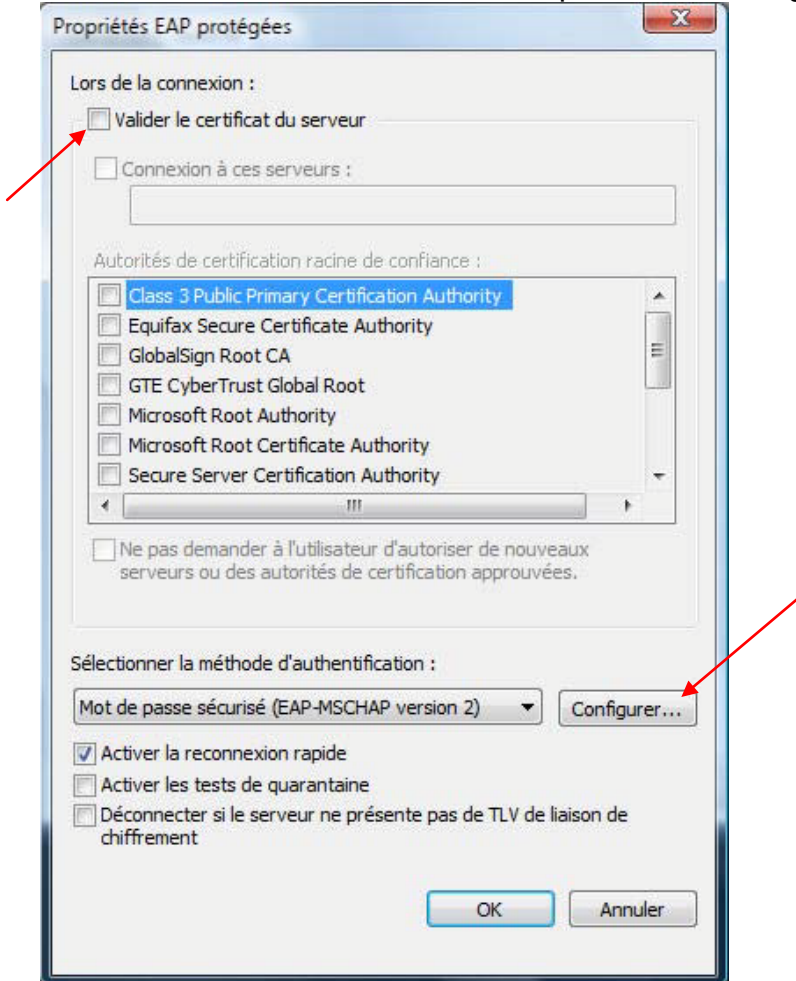 Propriétés EAP protégées
Lors de la connexion :
Valider le certificat du serveur
Connexion à ces serveurs :
Autorités de certification racine de confiance :
Class 3 Public Primary Certification Authority
Equifax Secure Certificate Authority
GlobalSign Root CA
GTE CyberTrust Global Root
Microsoft Root Authority
Microsoft Root Certificate Authority
Secure Server Certification Authority
Ne pas demander à l'utilisateur d'autoriser de nouveaux
serveurs ou des autorités de certification approuvées.
Sélectionner la méthode d'authentification :
Mot de passe sécurisé (EAP-MSCHAP version 2) Configurer...
Activer la reconnexion rapide
Activer les tests de quarantaine
Déconnecter si le serveur ne présente pas de TLV de liaison de
chiffrement
OK Annuler